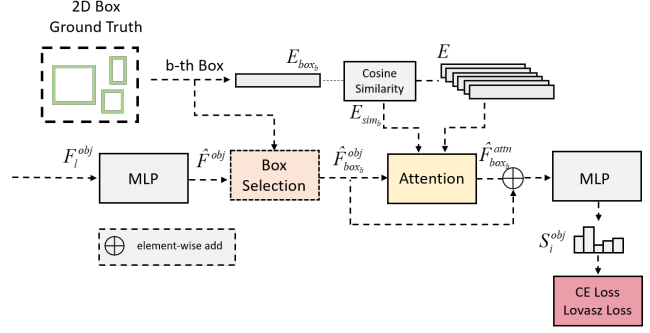 2D Box
Ground Truth
b-th Box
E_{box_b}
Cosine
Similarity
E
E_{sim_b}
F_l^{obj}
MLP
\hat{F}^{obj}
Box
Selection
\hat{F}_{box_b}^{obj}
Attention
\hat{F}_{box_b}^{attn}
MLP
element-wise add
S_i^{obj}
CE Loss
Lovasz Loss